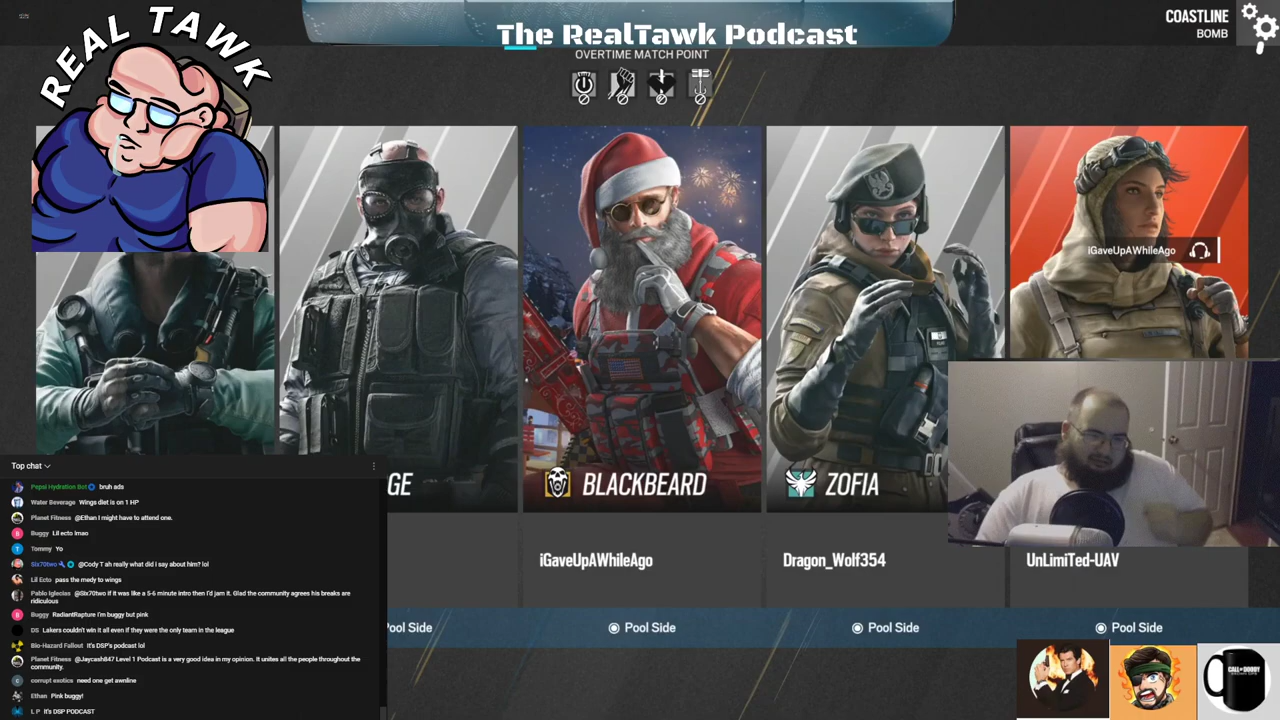 REAL TAWK
The RealTawk Podcast
OVERTIME MATCH POINT
COASTLINE
BOMB
iGaveUpAWhileAgo
GE
BLACKBEARD
ZOFIA
iGaveUpAWhileAgo
Dragon_Wolf354
UnLimiTed-UAV
Pool Side
Pool Side
Pool Side
Pool Side
Top chat
Pepsi Hydration Bot bruh ads
Water Beverage Wings diet is on 1 HP
Planet Fitness @Ethan I might have to attend one.
Buggy Lil ecto lmao
Tommy Yo
Six70two @Cody T ah really what did i say about him? lol
Lil Ecto pass the medy to wings
Pablo Iglecies @Six70two if it was like a 5-6 minute intro then I'd jam it. Glad the community agrees his breaks are
ridiculous
Buggy RadiantRapture I'm buggy but pink
DS Lakers couldn't win it all even if they were the only team in the league
Bio-Hazard Fallout It's DSP's podcast lol
Planet Fitness @Jaycash847 Level 1 Podcast is a very good idea in my opinion. It unites all the people throughout the
community.
corrupt exotics need one get awnline
Ethan Pink buggy!
L P It's DSP PODCAST
CALL OF DOODY